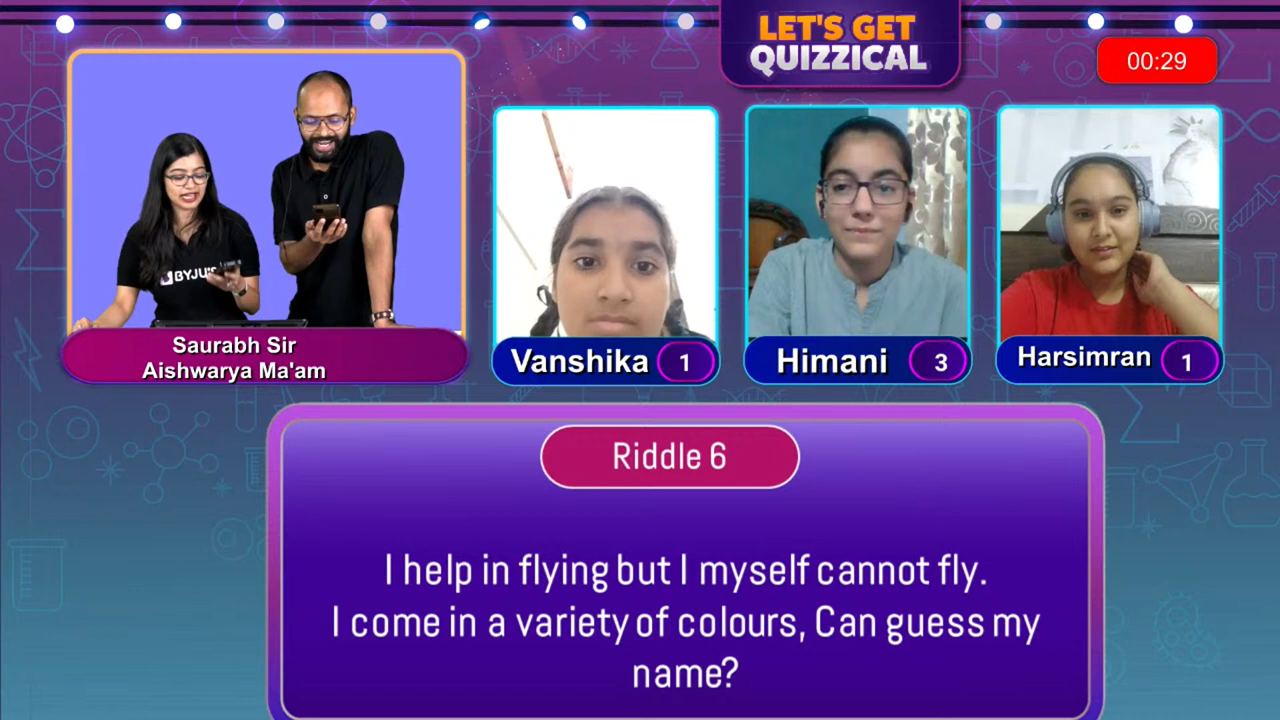 LET'S GET
QUIZZICAL
00:29
BYJU'S
Saurabh Sir
Aishwarya Ma'am
Vanshika 1
Himani 3
Harsimran 1
Riddle 6
I help in flying but I myself cannot fly.
I come in a variety of colours, Can guess my
name?